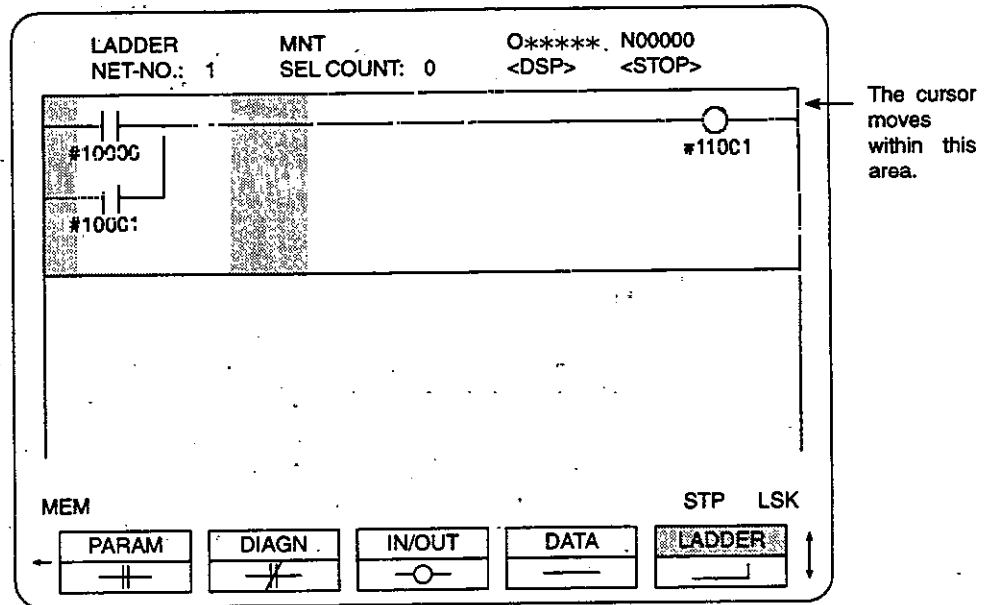 LADDER MNT O*****. N00000
NET-NO.: 1 SEL COUNT: 0 <DSP> <STOP>
The cursor
moves
within this
area.
#10000
#11001
#10001
MEM STP LSK
PARAM DIAGN IN/OUT DATA LADDER